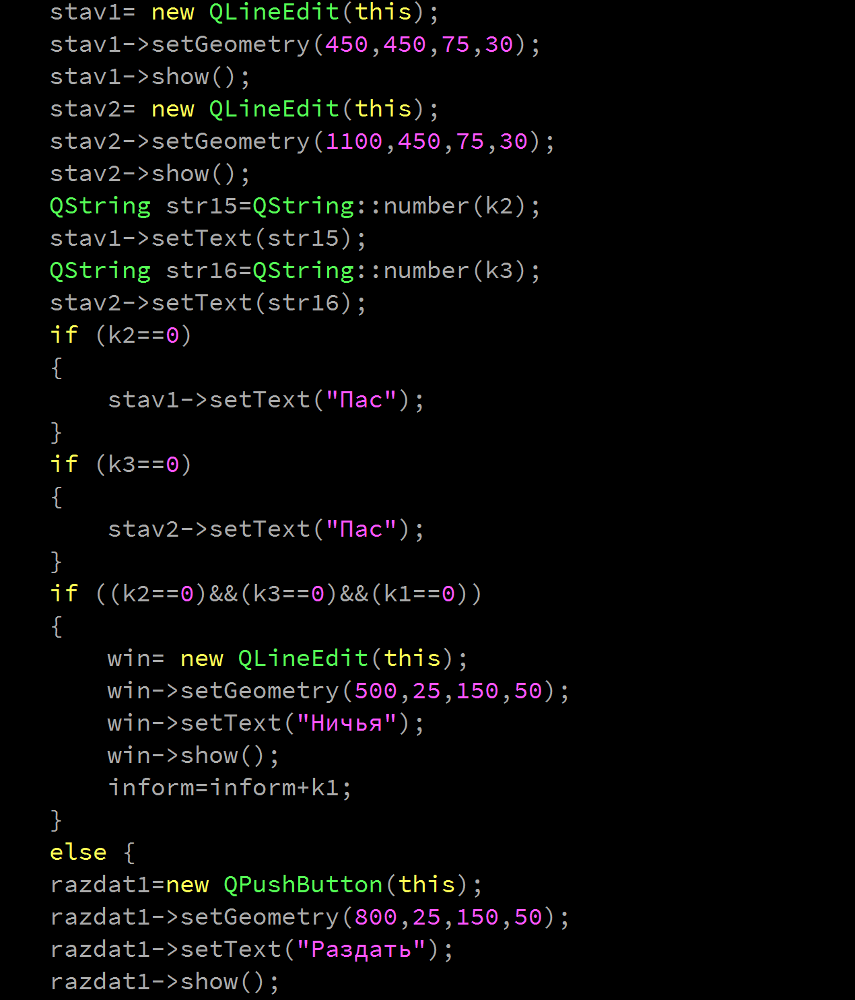 stav1= new QLineEdit(this);
stav1->setGeometry(450,450,75,30);
stav1->show();
stav2= new QLineEdit(this);
stav2->setGeometry(1100,450,75,30);
stav2->show();
QString str15=QString::number(k2);
stav1->setText(str15);
QString str16=QString::number(k3);
stav2->setText(str16);
if (k2==0)
{
    stav1->setText("Пас");
}
if (k3==0)
{
    stav2->setText("Пас");
}
if ((k2==0)&&(k3==0)&&(k1==0))
{
    win= new QLineEdit(this);
    win->setGeometry(500,25,150,50);
    win->setText("Ничья");
    win->show();
    inform=inform+k1;
}
else {
razdat1=new QPushButton(this);
razdat1->setGeometry(800,25,150,50);
razdat1->setText("Раздать");
razdat1->show();